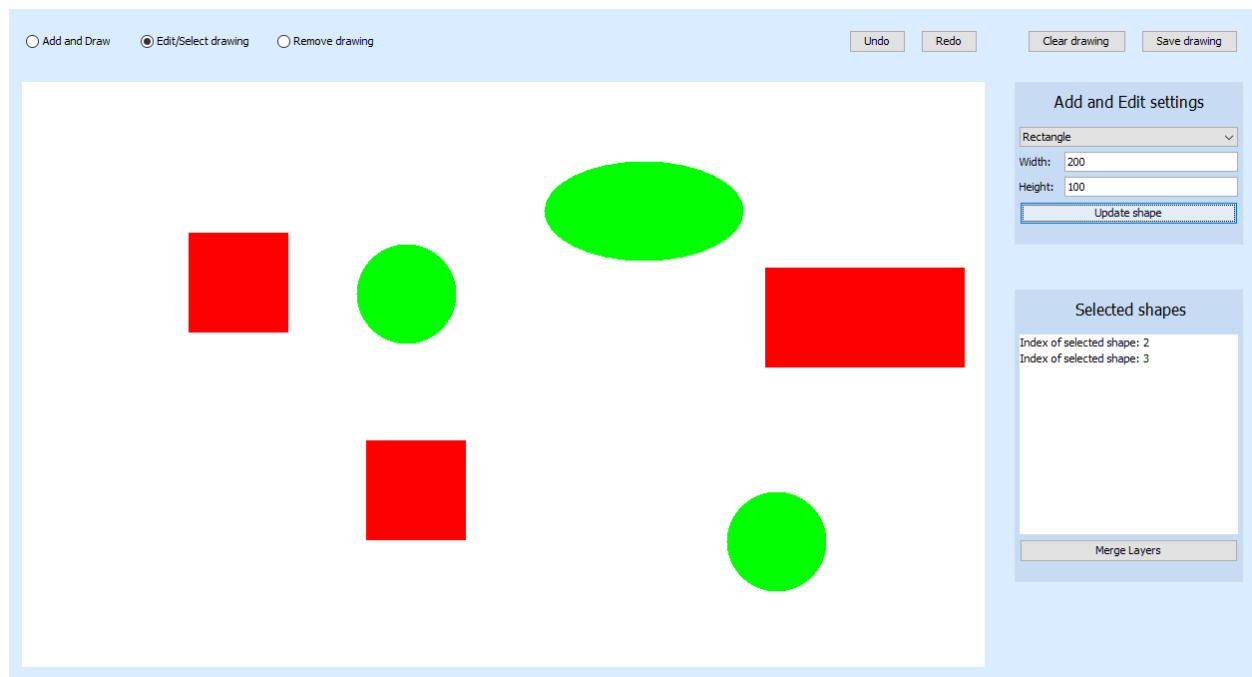 Add and Draw Edit/Select drawing Remove drawing Undo Redo Clear drawing Save drawing
Add and Edit settings
Rectangle
Width: 200
Height: 100
Update shape
Selected shapes
Index of selected shape: 2
Index of selected shape: 3
Merge Layers